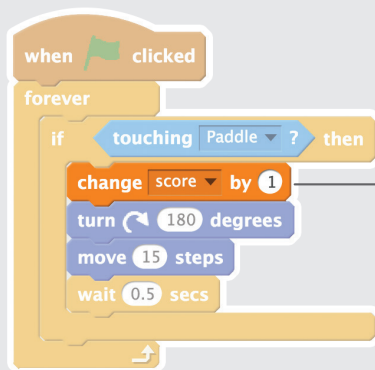 when clicked
forever
if touching Paddle ? then
change score by 1
turn 180 degrees
move 15 steps
wait 0.5 secs